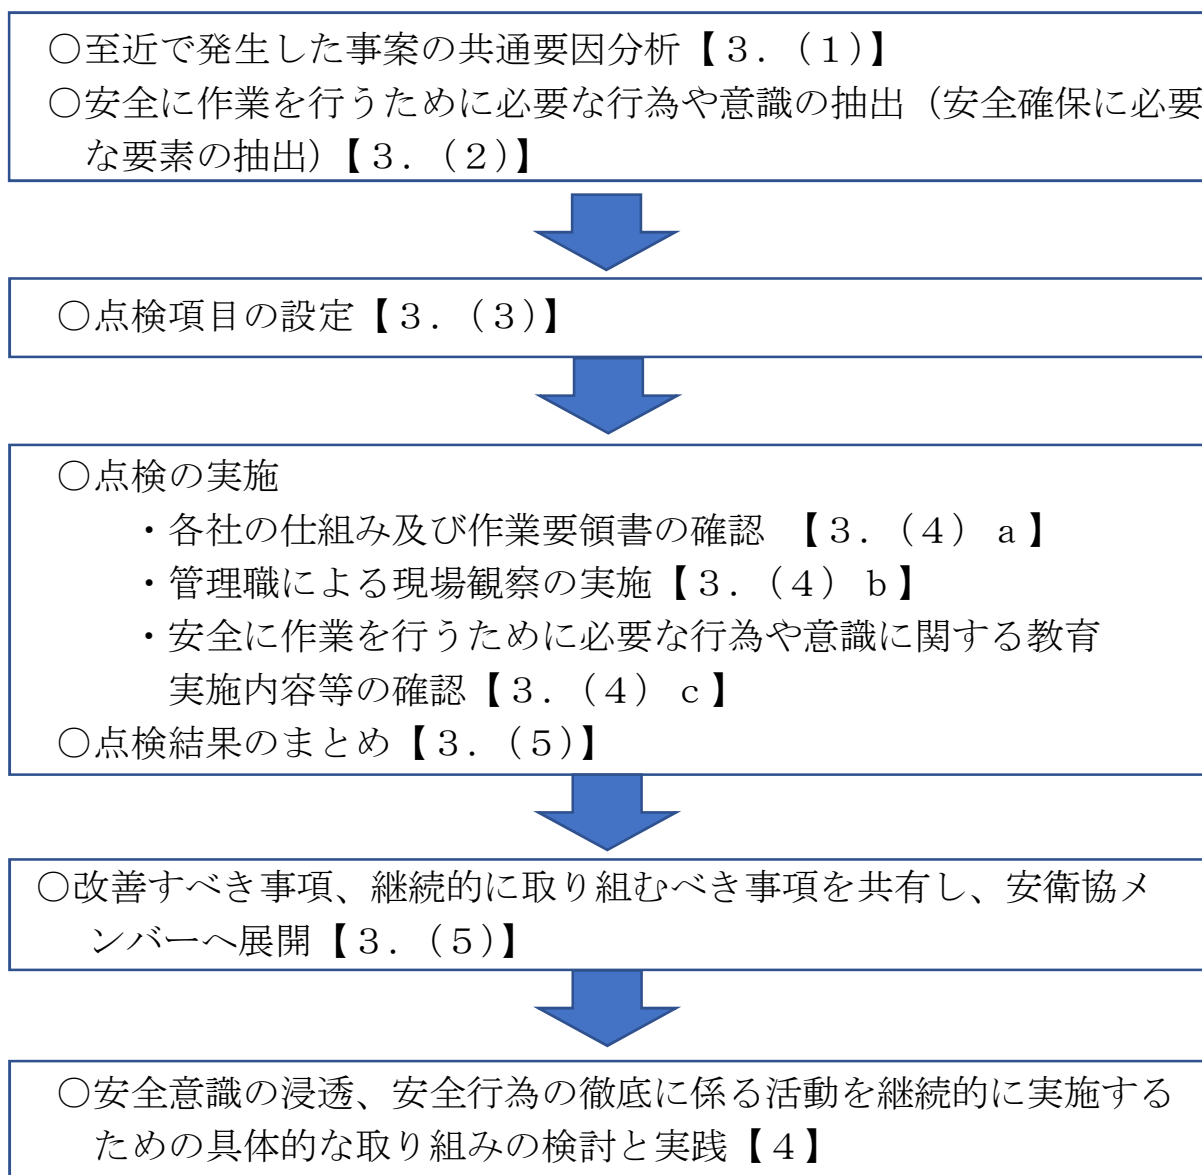 ○至近で発生した事案の共通要因分析【３．（１）】
○安全に作業を行うために必要な行為や意識の抽出（安全確保に必要
な要素の抽出）【３．（２）】
○点検項目の設定【３．（３）】
○点検の実施
・各社の仕組み及び作業要領書の確認 【３．（４）ａ】
・管理職による現場観察の実施【３．（４）ｂ】
・安全に作業を行うために必要な行為や意識に関する教育
実施内容等の確認【３．（４）ｃ】
○点検結果のまとめ【３．（５）】
○改善すべき事項、継続的に取り組むべき事項を共有し、安衛協メ
ンバーへ展開【３．（５）】
○安全意識の浸透、安全行為の徹底に係る活動を継続的に実施する
ための具体的な取り組みの検討と実践【４】